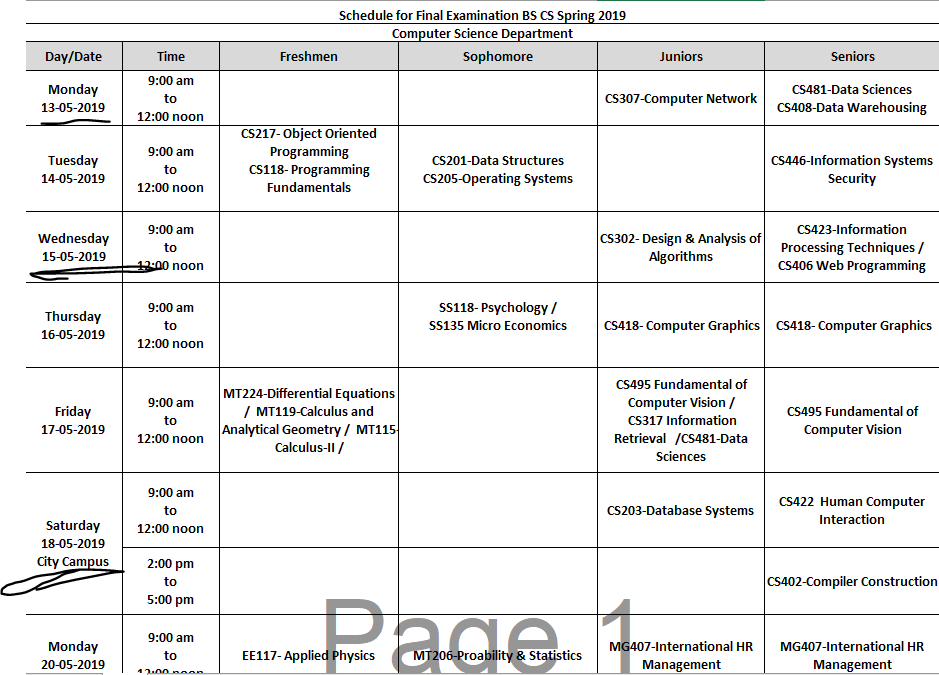 Schedule for Final Examination BS CS Spring 2019
Computer Science Department
Day/Date Time Freshmen Sophomore Juniors Seniors
Monday
13-05-2019
9:00 am
to
12:00 noon
CS307-Computer Network
CS481-Data Sciences
CS408-Data Warehousing
Tuesday
14-05-2019
9:00 am
to
12:00 noon
CS217- Object Oriented
Programming
CS118- Programming
Fundamentals
CS201-Data Structures
CS205-Operating Systems
CS446-Information Systems
Security
Wednesday
15-05-2019
9:00 am
to
12:00 noon
CS302- Design & Analysis of
Algorithms
CS423-Information
Processing Techniques /
CS406 Web Programming
Thursday
16-05-2019
9:00 am
to
12:00 noon
SS118- Psychology /
SS135 Micro Economics
CS418- Computer Graphics
CS418- Computer Graphics
Friday
17-05-2019
9:00 am
to
12:00 noon
MT224-Differential Equations
/ MT119-Calculus and
Analytical Geometry / MT115-
Calculus-II /
CS495 Fundamental of
Computer Vision /
CS317 Information
Retrieval /CS481-Data
Sciences
CS495 Fundamental of
Computer Vision
Saturday
18-05-2019
City Campus
9:00 am
to
12:00 noon
CS203-Database Systems
CS422 Human Computer
Interaction
2:00 pm
to
5:00 pm
CS402-Compiler Construction
Monday
20-05-2019
9:00 am
to
12:00 noon
EE117- Applied Physics
MT206-Proability & Statistics
MG407-International HR
Management
MG407-International HR
Management
Page 1